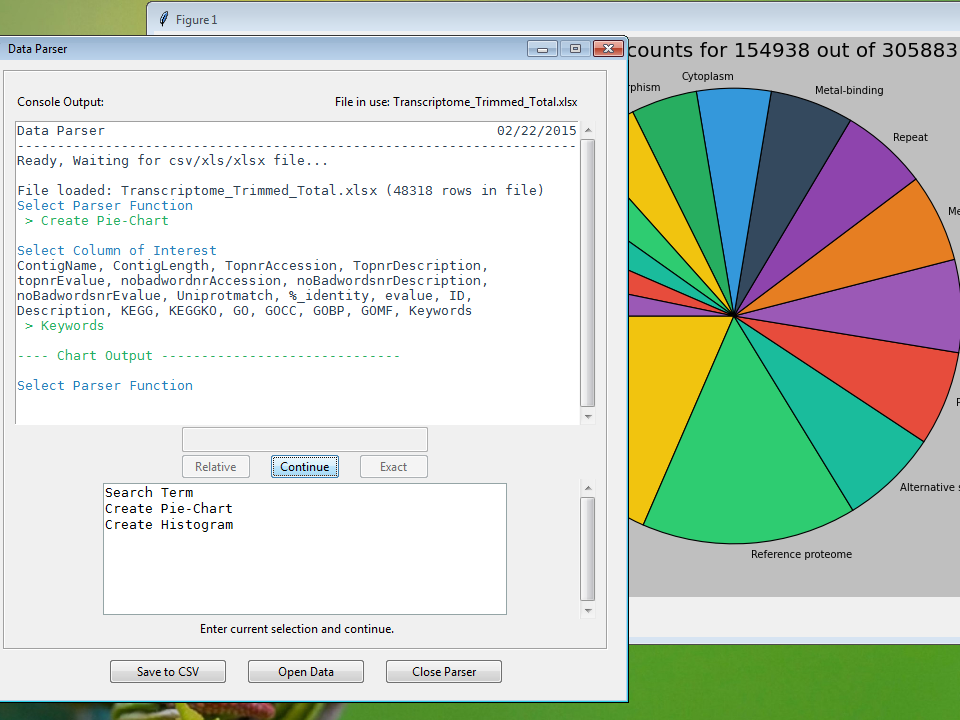 Figure 1
Data Parser
counts for 154938 out of 305883
Console Output:
File in use: Transcriptome_Trimmed_Total.xlsx
Data Parser 02/22/2015
----------------------------------------------------------------------
Ready, Waiting for csv/xls/xlsx file...
File loaded: Transcriptome_Trimmed_Total.xlsx (48318 rows in file)
Select Parser Function
> Create Pie-Chart
Select Column of Interest
ContigName, ContigLength, TopnrAccession, TopnrDescription,
topnrEvalue, nobadwordnrAccession, noBadwordsnrDescription,
noBadwordsnrEvalue, Uniprotmatch, %_identity, evalue, ID,
Description, KEGG, KEGGKO, GO, GOCC, GOBP, GOMF, Keywords
> Keywords
---- Chart Output ------------------------------
Select Parser Function
Relative
Continue
Exact
Search Term
Create Pie-Chart
Create Histogram
Enter current selection and continue.
Save to CSV
Open Data
Close Parser
rphism
Cytoplasm
Metal-binding
Repeat
Me
Alternative s
Reference proteome